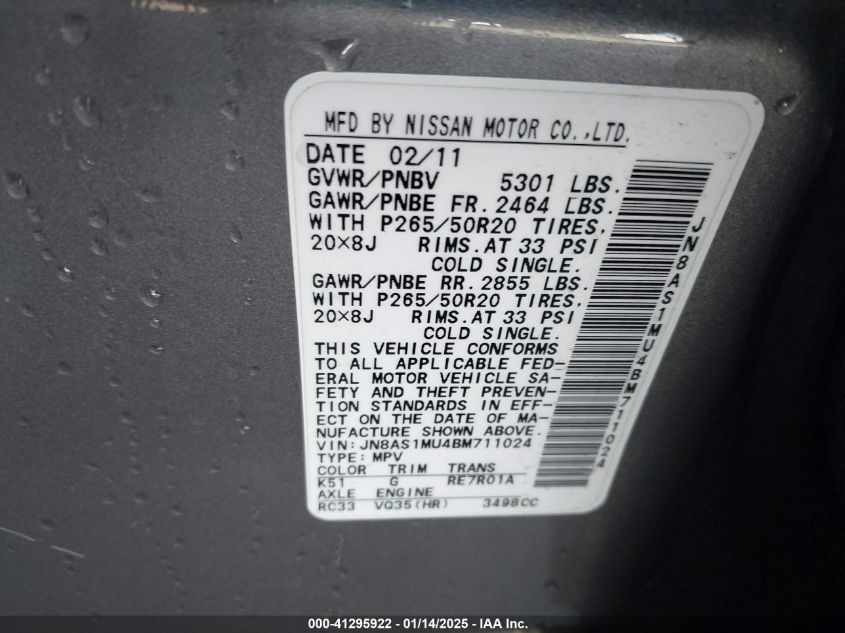 MFD BY NISSAN MOTOR CO.,LTD.
DATE 02/11
GVWR/PNBV 5301 LBS.
GAWR/PNBE FR. 2464 LBS.
WITH P265/50R20 TIRES,
20×8J RIMS.AT 33 PSI
COLD SINGLE.
GAWR/PNBE RR. 2855 LBS.
WITH P265/50R20 TIRES,
20×8J RIMS.AT 33 PSI
COLD SINGLE.
THIS VEHICLE CONFORMS
TO ALL APPLICABLE FED-
ERAL MOTOR VEHICLE SA-
FETY AND THEFT PREVEN-
TION STANDARDS IN EFF-
ECT ON THE DATE OF MA-
NUFACTURE SHOWN ABOVE.
VIN: JN8AS1MU4BM711024
TYPE: MPV
COLOR TRIM TRANS
K51 G RE7R01A
AXLE ENGINE
RC33 VQ35(HR) 3498CC
JN8AS1MU4BM711024
000-41295922 - 01/14/2025 - IAA Inc.